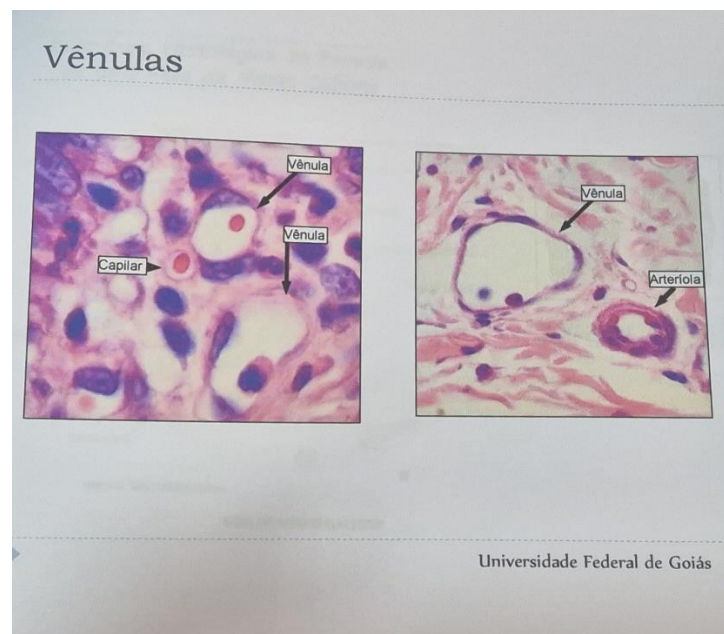 Vênulas
Vênula
Vênula
Capilar
Vênula
Arteríola
Universidade Federal de Goiás